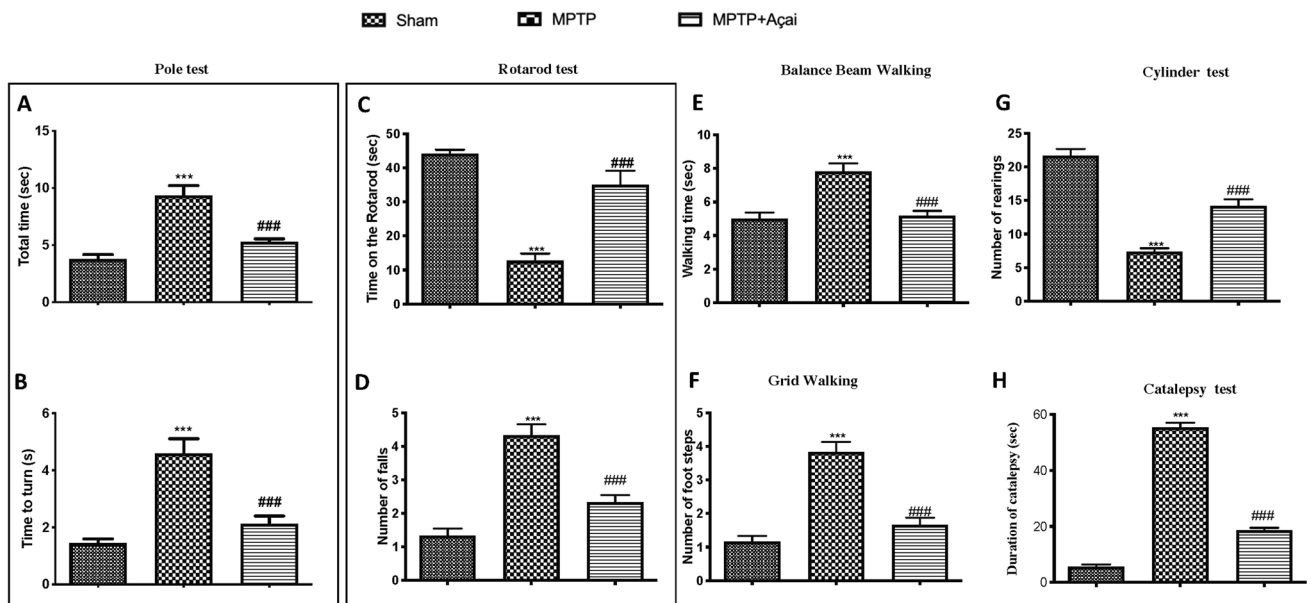 Sham MPTP MPTP+Açai
Pole test Rotarod test Balance Beam Walking Cylinder test
A
Total time (sec)
15
10
5
0
***
###
C
Time on the Rotarod (sec)
50
40
30
20
10
0
***
###
E
Walking time (sec)
10
8
6
4
2
0
***
###
G
Number of rearings
25
20
15
10
5
0
***
###
B
Time to turn (s)
6
4
2
0
***
###
D
Number of falls
5
4
3
2
1
0
***
###
F
Grid Walking
Number of foot steps
5
4
3
2
1
0
***
###
H
Catalepsy test
Duration of catalepsy (sec)
60
40
20
0
***
###